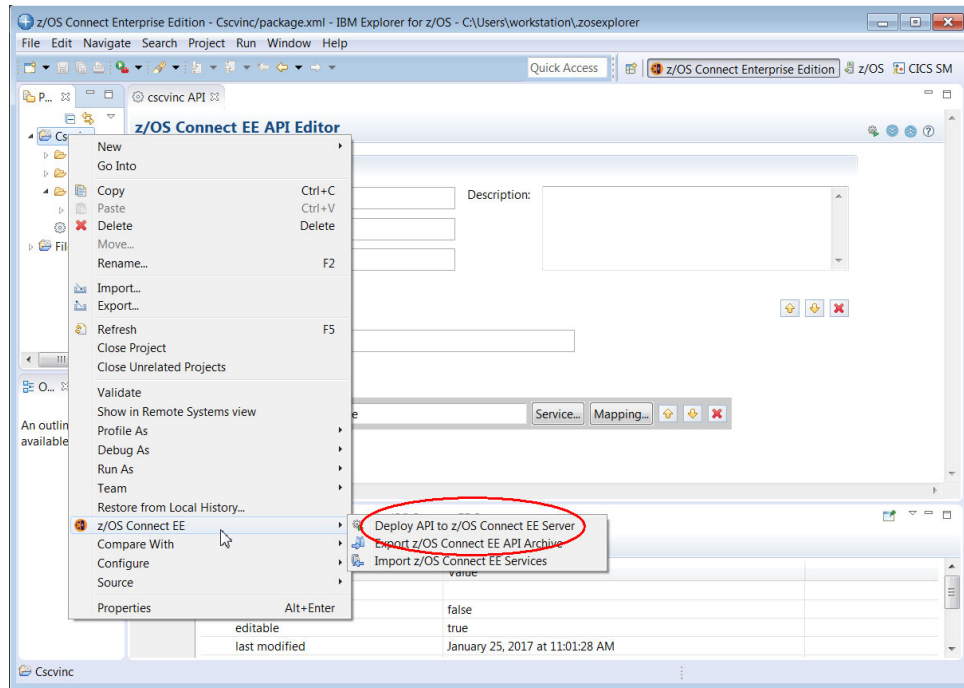 z/OS Connect Enterprise Edition - Cscvinc/package.xml - IBM Explorer for z/OS - C:\Users\workstation\.zosexplorer
File Edit Navigate Search Project Run Window Help
Quick Access
z/OS Connect Enterprise Edition
z/OS
CICS SM
P...
cscvinc API
z/OS Connect EE API Editor
Description:
Fil
New
Go Into
Copy Ctrl+C
Paste Ctrl+V
Delete Delete
Move...
Rename... F2
Import...
Export...
Refresh F5
Close Project
Close Unrelated Projects
Validate
Show in Remote Systems view
Profile As
Debug As
Run As
Team
Restore from Local History...
z/OS Connect EE
Compare With
Configure
Source
Properties Alt+Enter
O...
An outlin
available
e
Service... Mapping...
Deploy API to z/OS Connect EE Server
Export z/OS Connect EE API Archive
Import z/OS Connect EE Services
Value
false
editable true
last modified January 25, 2017 at 11:01:28 AM
Cscvinc